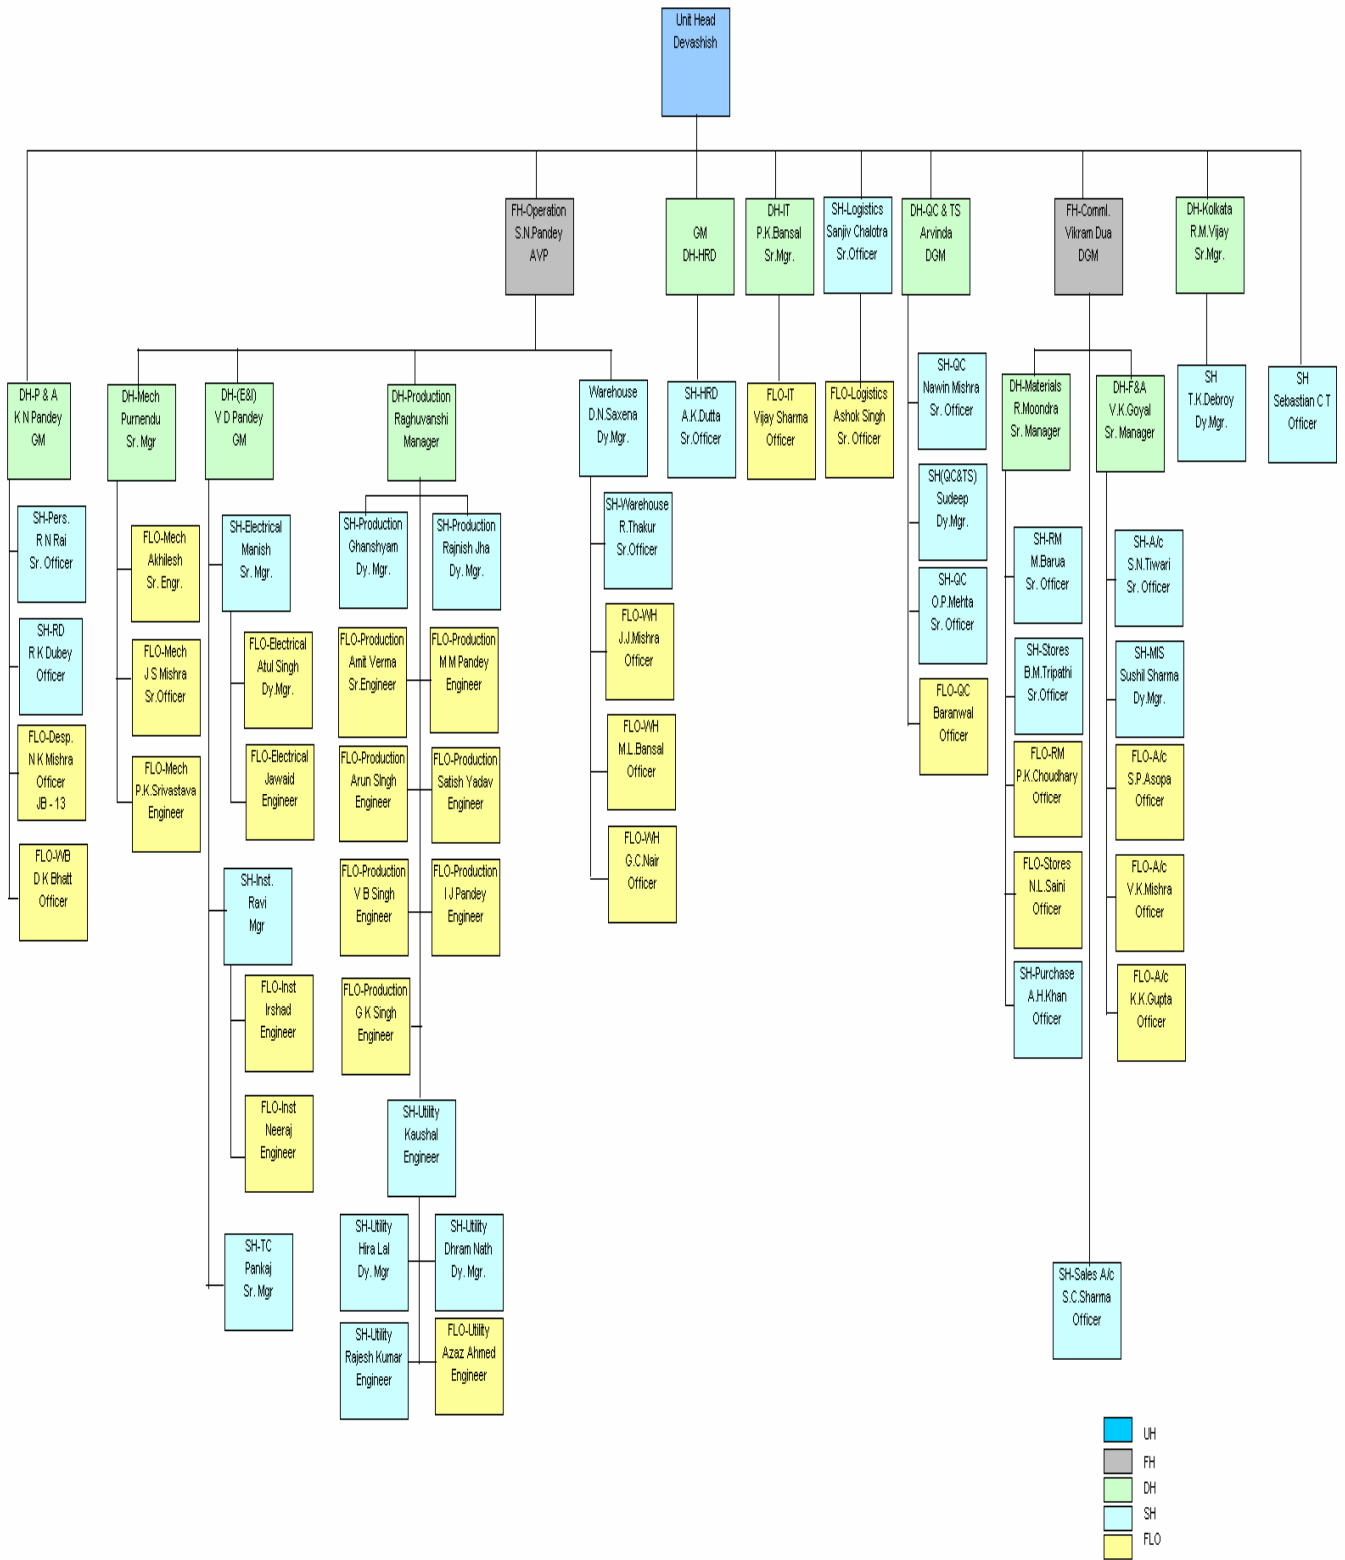 Unit Head
Devashish
FH-Operation
S.N.Pandey
AVP
GM
DH-HRD
DH-IT
P.K.Bansal
Sr.Mgr.
SH-Logistics
Sanjiv Chalotra
Sr.Officer
DH-QC & TS
Arvinda
DGM
FH-Comml.
Vikram Dua
DGM
DH-Kolkata
R.M.Vijay
Sr.Mgr.
DH-P & A
K N Pandey
GM
DH-Mech
Purnendu
Sr. Mgr
DH-(E&I)
V D Pandey
GM
DH-Production
Raghuvanshi
Manager
Warehouse
D.N.Saxena
Dy.Mgr.
SH-HRD
A.K.Dutta
Sr.Officer
FLO-IT
Vijay Sharma
Officer
FLO-Logistics
Ashok Singh
Sr. Officer
SH-QC
Nawin Mishra
Sr. Officer
DH-Materials
R.Moondra
Sr. Manager
DH-F&A
V.K.Goyal
Sr. Manager
SH
T.K.Debroy
Dy.Mgr.
SH
Sebastian C T
Officer
SH-Pers.
R N Rai
Sr. Officer
SH-RD
R K Dubey
Officer
FLO-Desp.
N K Mishra
Officer
JB - 13
FLO-WB
D K Bhatt
Officer
FLO-Mech
Akhilesh
Sr. Engr.
FLO-Mech
J S Mishra
Sr.Officer
FLO-Mech
P.K.Srivastava
Engineer
SH-Electrical
Manish
Sr. Mgr.
FLO-Electrical
Atul Singh
Dy.Mgr.
FLO-Electrical
Jawaid
Engineer
SH-Inst.
Ravi
Mgr
FLO-Inst
Irshad
Engineer
FLO-Inst
Neeraj
Engineer
SH-TC
Pankaj
Sr. Mgr
SH-Production
Ghanshyam
Dy. Mgr.
SH-Production
Rajnish Jha
Dy. Mgr.
FLO-Production
Amit Verma
Sr.Engineer
FLO-Production
M M Pandey
Engineer
FLO-Production
Arun SIngh
Engineer
FLO-Production
Satish Yadav
Engineer
FLO-Production
V B Singh
Engineer
FLO-Production
I J Pandey
Engineer
FLO-Production
G K Singh
Engineer
SH-Utility
Kaushal
Engineer
SH-Utility
Hira Lal
Dy. Mgr
SH-Utility
Dhram Nath
Dy. Mgr.
SH-Utility
Rajesh Kumar
Engineer
FLO-Utility
Azaz Ahmed
Engineer
SH-Warehouse
R.Thakur
Sr.Officer
FLO-WH
J.J.Mishra
Officer
FLO-WH
M.L.Bansal
Officer
FLO-WH
G.C.Nair
Officer
SH(QC&TS)
Sudeep
Dy.Mgr.
SH-QC
O.P.Mehta
Sr. Officer
FLO-QC
Baranwal
Officer
SH-RM
M.Barua
Sr. Officer
SH-Stores
B.M.Tripathi
Sr.Officer
FLO-RM
P.K.Choudhary
Officer
FLO-Stores
N.L.Saini
Officer
SH-Purchase
A.H.Khan
Officer
SH-A/c
S.N.Tiwari
Sr. Officer
SH-MIS
Sushil Sharma
Dy.Mgr.
FLO-A/c
S.P.Asopa
Officer
FLO-A/c
V.K.Mishra
Officer
FLO-A/c
K.K.Gupta
Officer
SH-Sales A/c
S.C.Sharma
Officer
UH
FH
DH
SH
FLO